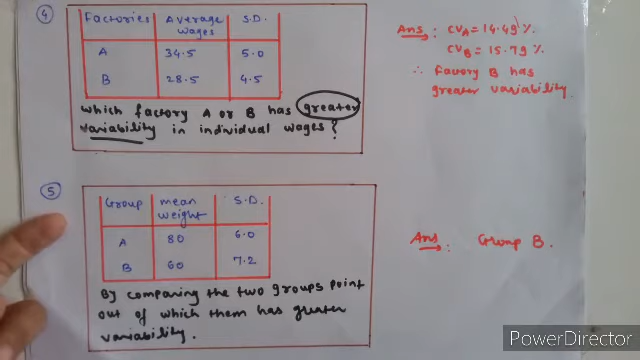 4
Factories Average wages S.D.
A 34.5 5.0
B 28.5 4.5
which factory A or B has greater
variability in individual wages?
Ans : CVA = 14.49 %
CVB = 15.79 %
∴ Favory B has
greater variability.
5
Group mean weight S.D.
A 80 6.0
B 60 7.2
By comparing the two groups point
out of which them has greater
variability.
Ans : Group B.
PowerDirector